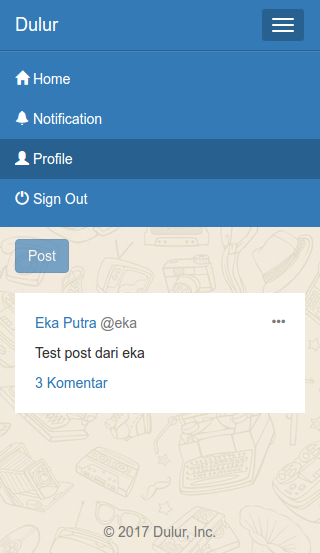 Dulur
Home
Notification
Profile
Sign Out
Post
Eka Putra @eka
Test post dari eka
3 Komentar
© 2017 Dulur, Inc.